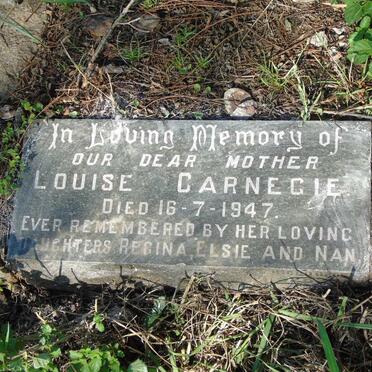 In Loving Memory of
OUR DEAR MOTHER
LOUISE CARNEGIE
DIED 16-7-1947.
EVER REMEMBERED BY HER LOVING
DAUGHTERS REGINA, ELSIE AND NAN